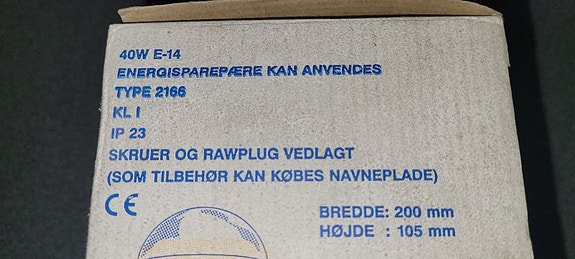 40W E-14
ENERGISPAREPÆRE KAN ANVENDES
TYPE 2166
KL I
IP 23
SKRUER OG RAWPLUG VEDLAGT
(SOM TILBEHØR KAN KØBES NAVNEPLADE)
CE
BREDDE: 200 mm
HØJDE : 105 mm